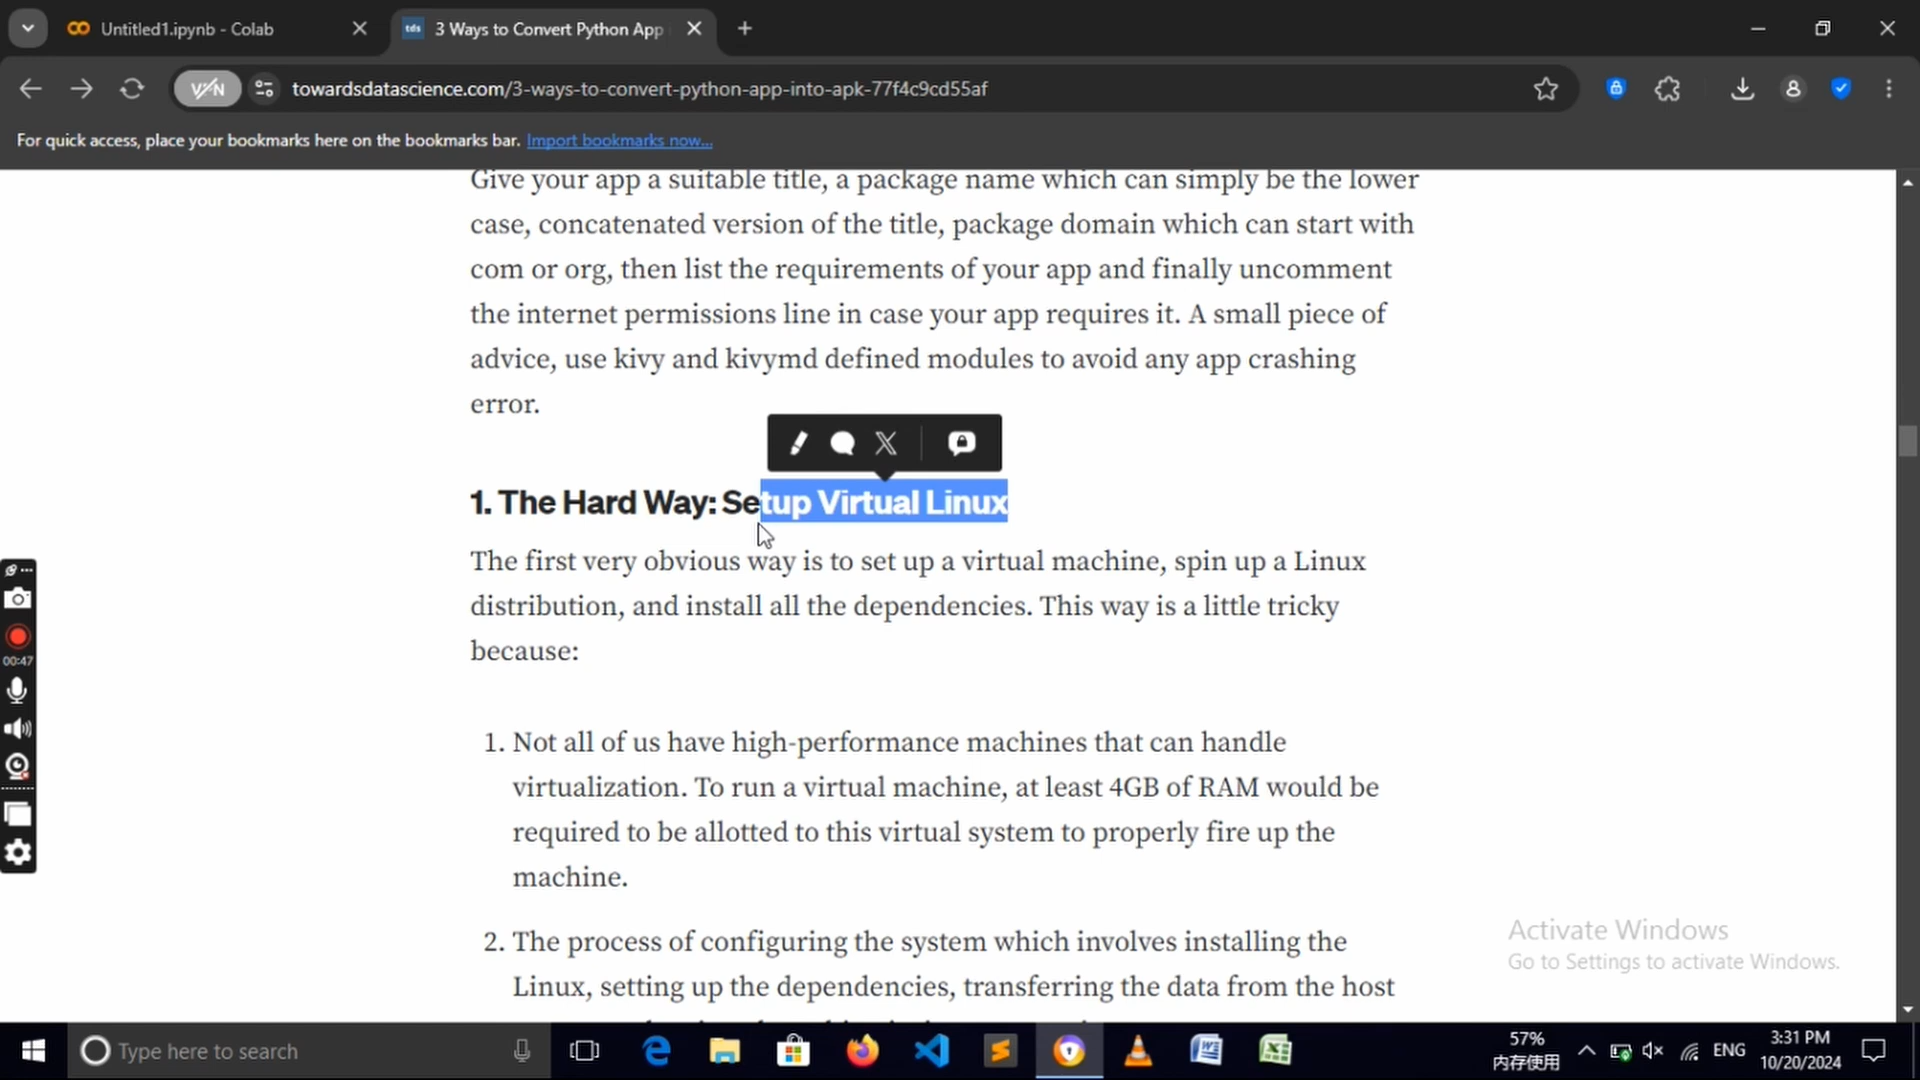 Untitled1.ipynb - Colab
tds 3 Ways to Convert Python App
VPN towardsdatascience.com/3-ways-to-convert-python-app-into-apk-77f4c9cd55af
For quick access, place your bookmarks here on the bookmarks bar. Import bookmarks now...
Give your app a suitable title, a package name which can simply be the lower
case, concatenated version of the title, package domain which can start with
com or org, then list the requirements of your app and finally uncomment
the internet permissions line in case your app requires it. A small piece of
advice, use kivy and kivymd defined modules to avoid any app crashing
error.
1. The Hard Way: Setup Virtual Linux
The first very obvious way is to set up a virtual machine, spin up a Linux
distribution, and install all the dependencies. This way is a little tricky
because:
00:47
1. Not all of us have high-performance machines that can handle
virtualization. To run a virtual machine, at least 4GB of RAM would be
required to be allotted to this virtual system to properly fire up the
machine.
2. The process of configuring the system which involves installing the
Linux, setting up the dependencies, transferring the data from the host
Activate Windows
Go to Settings to activate Windows.
Type here to search
57%
内存使用
ENG
3:31 PM
10/20/2024